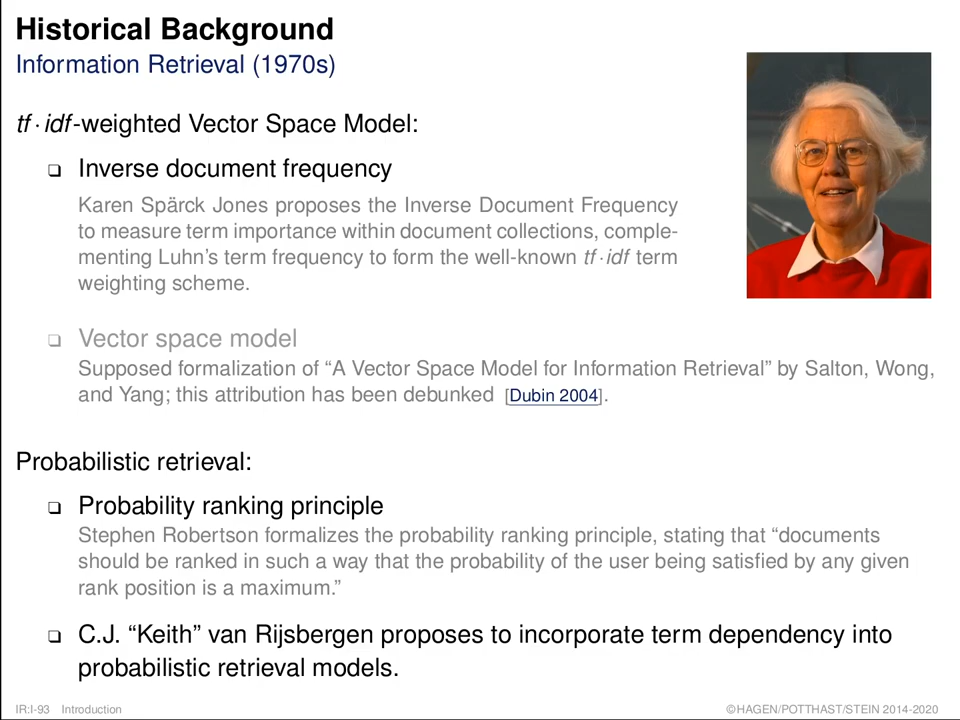 Historical Background
Information Retrieval (1970s)
tf · idf-weighted Vector Space Model:
❑ Inverse document frequency
Karen Spärck Jones proposes the Inverse Document Frequency
to measure term importance within document collections, comple-
menting Luhn's term frequency to form the well-known tf · idf term
weighting scheme.
❑ Vector space model
Supposed formalization of “A Vector Space Model for Information Retrieval” by Salton, Wong,
and Yang; this attribution has been debunked [Dubin 2004].
Probabilistic retrieval:
❑ Probability ranking principle
Stephen Robertson formalizes the probability ranking principle, stating that “documents
should be ranked in such a way that the probability of the user being satisfied by any given
rank position is a maximum.”
❑ C.J. “Keith” van Rijsbergen proposes to incorporate term dependency into
probabilistic retrieval models.
IR:I-93 Introduction ©HAGEN/POTTHAST/STEIN 2014-2020